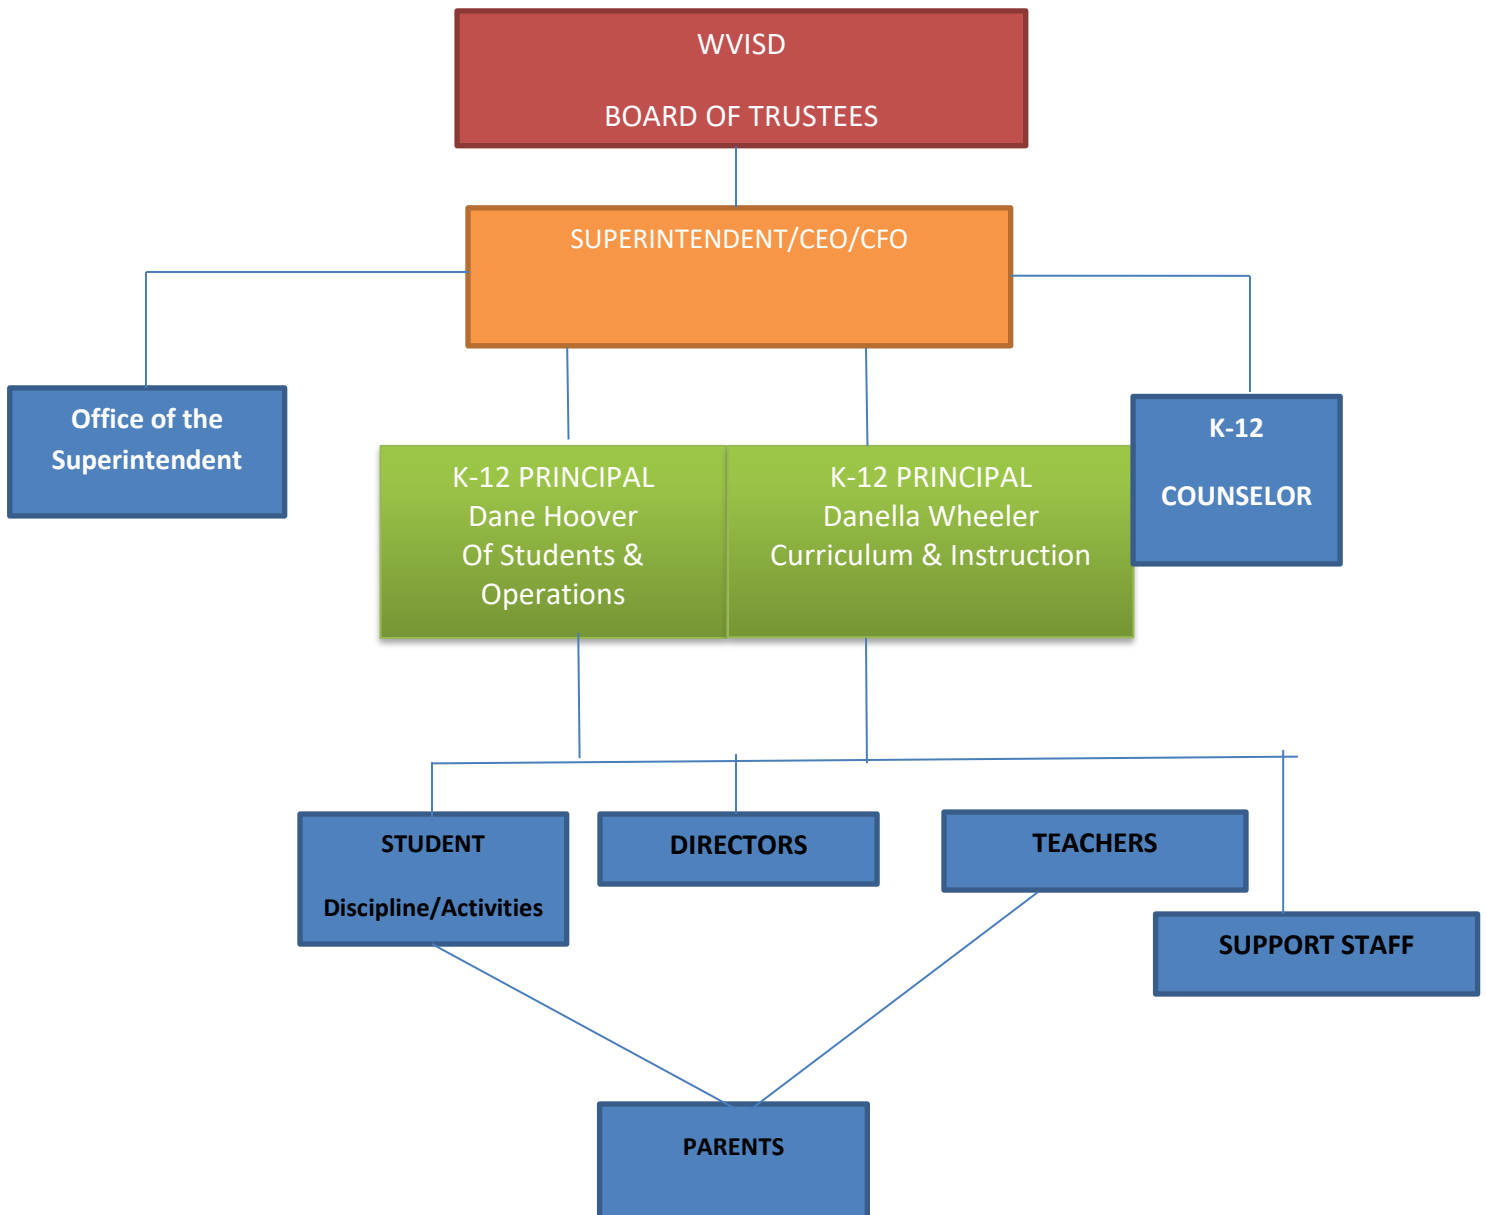 WVISD
BOARD OF TRUSTEES
SUPERINTENDENT/CEO/CFO
Office of the
Superintendent
K-12 PRINCIPAL
Dane Hoover
Of Students &
Operations
K-12 PRINCIPAL
Danella Wheeler
Curriculum & Instruction
K-12
COUNSELOR
STUDENT
Discipline/Activities
DIRECTORS
TEACHERS
SUPPORT STAFF
PARENTS